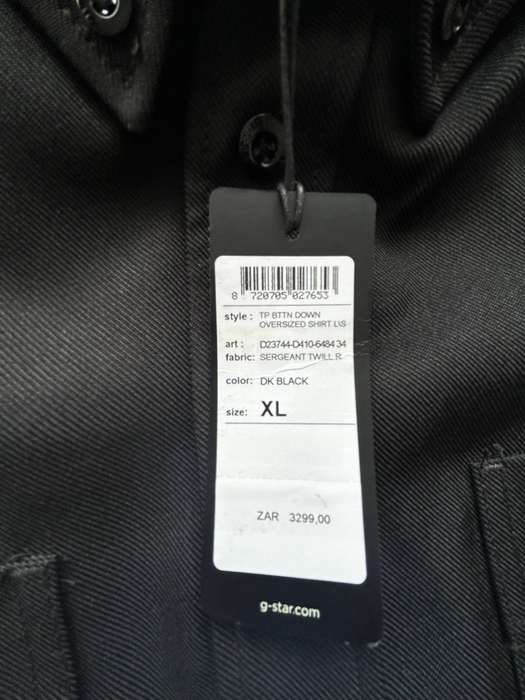 8 720705 027653
style : TP BTTN DOWN
OVERSIZED SHIRT L\S
art : D23744-D410-6484 34
fabric: SERGEANT TWILL R
color: DK BLACK
size: XL
ZAR 3299,00
g-star.com